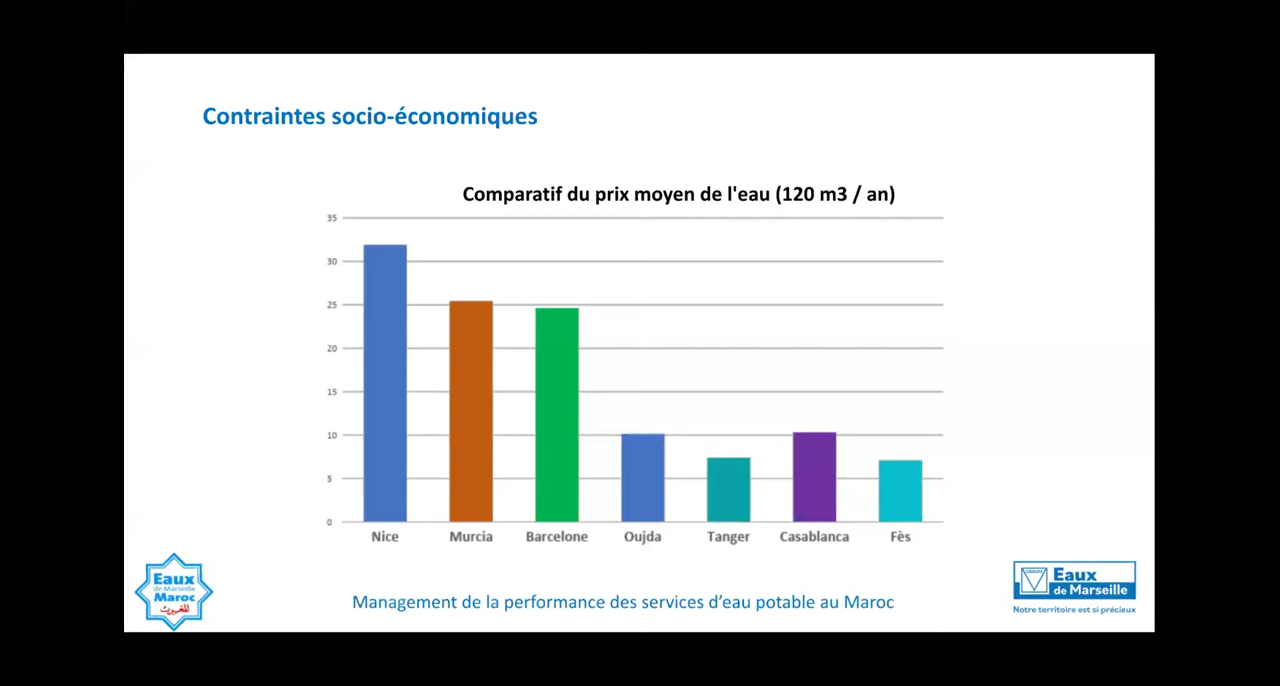 Contraintes socio-économiques
Comparatif du prix moyen de l'eau (120 m3 / an)
35
30
25
20
15
10
5
0
Nice Murcia Barcelone Oujda Tanger Casablanca Fès
Eaux
de Marseille
Maroc
للمغرب
Management de la performance des services d’eau potable au Maroc
Eaux
de Marseille
Notre territoire est si précieux